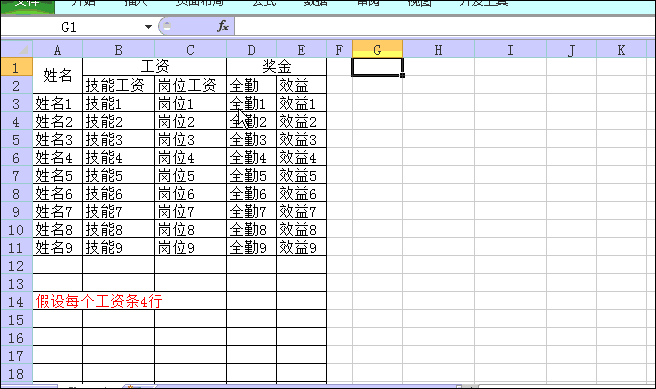 文件 开始 插入 页面布局 公式 数据 审阅 视图 开发工具
G1 fx
A B C D E F G H I J K
1 姓名 工资 奖金
2 技能工资 岗位工资 全勤 效益
3 姓名1 技能1 岗位1 全勤1 效益1
4 姓名2 技能2 岗位2 全勤2 效益2
5 姓名3 技能3 岗位3 全勤3 效益3
6 姓名4 技能4 岗位4 全勤4 效益4
7 姓名5 技能5 岗位5 全勤5 效益5
8 姓名6 技能6 岗位6 全勤6 效益6
9 姓名7 技能7 岗位7 全勤7 效益7
10 姓名8 技能8 岗位8 全勤8 效益8
11 姓名9 技能9 岗位9 全勤9 效益9
12
13
14 假设每个工资条4行
15
16
17
18